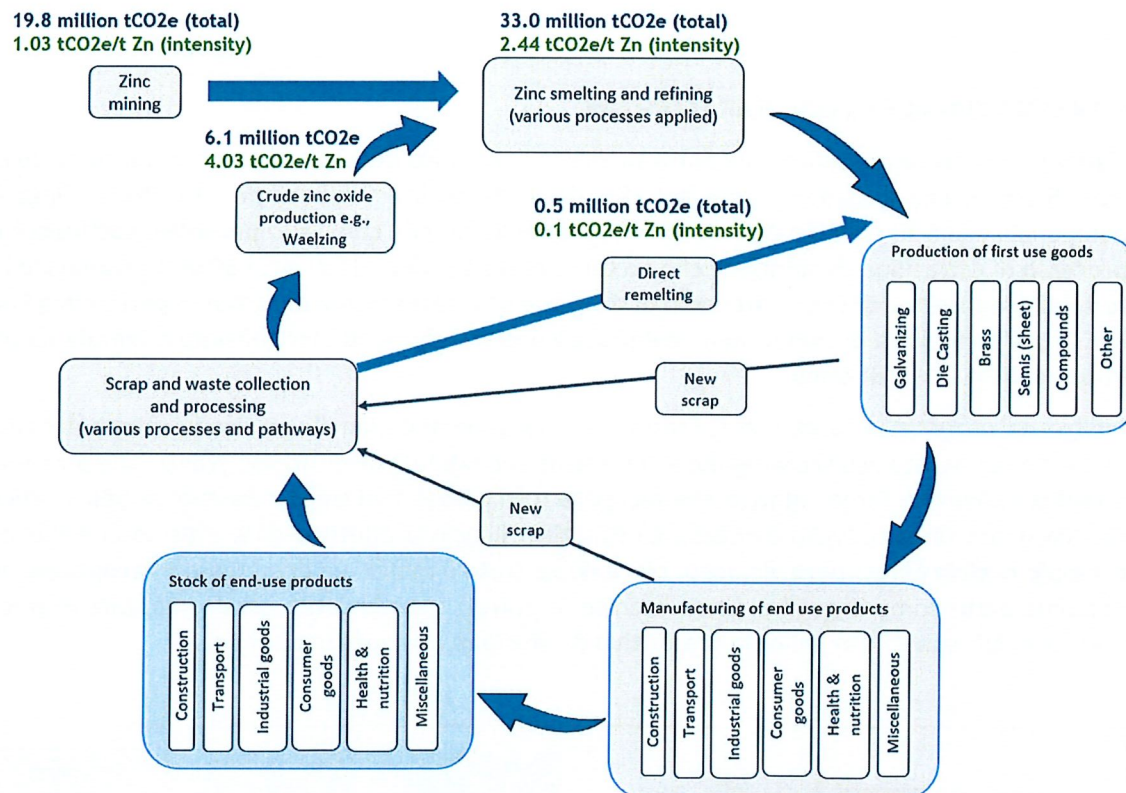 19.8 million tCO2e (total)
1.03 tCO2e/t Zn (intensity)
Zinc
mining
33.0 million tCO2e (total)
2.44 tCO2e/t Zn (intensity)
Zinc smelting and refining
(various processes applied)
6.1 million tCO2e
4.03 tCO2e/t Zn
Crude zinc oxide
production e.g.,
Waelzing
0.5 million tCO2e (total)
0.1 tCO2e/t Zn (intensity)
Direct
remelting
Production of first use goods
Galvanizing
Die Casting
Brass
Semis (sheet)
Compounds
Other
Scrap and waste collection
and processing
(various processes and pathways)
New
scrap
New
scrap
Stock of end-use products
Construction
Transport
Industrial goods
Consumer
goods
Health &
nutrition
Miscellaneous
Manufacturing of end use products
Construction
Transport
Industrial goods
Consumer
goods
Health &
nutrition
Miscellaneous